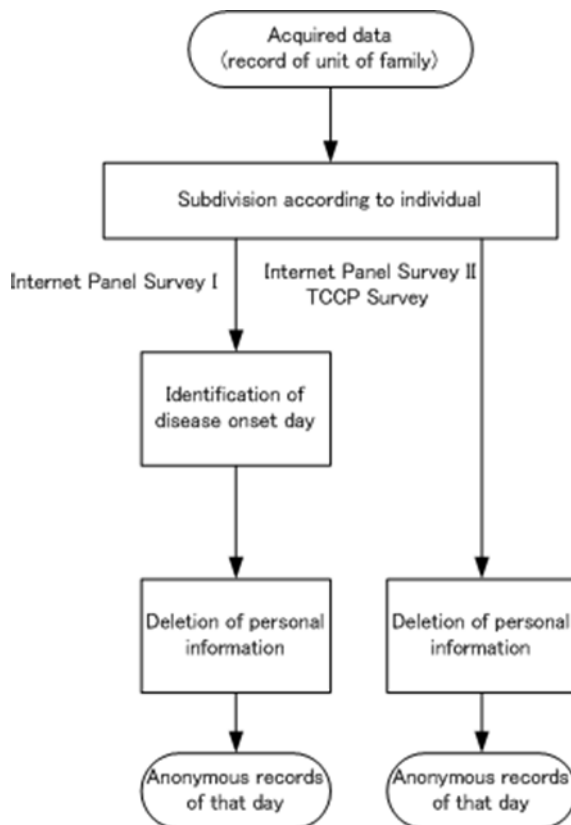 Acquired data
(record of unit of family)
Subdivision according to individual
Internet Panel Survey I
Internet Panel Survey II
TCCP Survey
Identification of
disease onset day
Deletion of personal
information
Deletion of personal
information
Anonymous records
of that day
Anonymous records
of that day